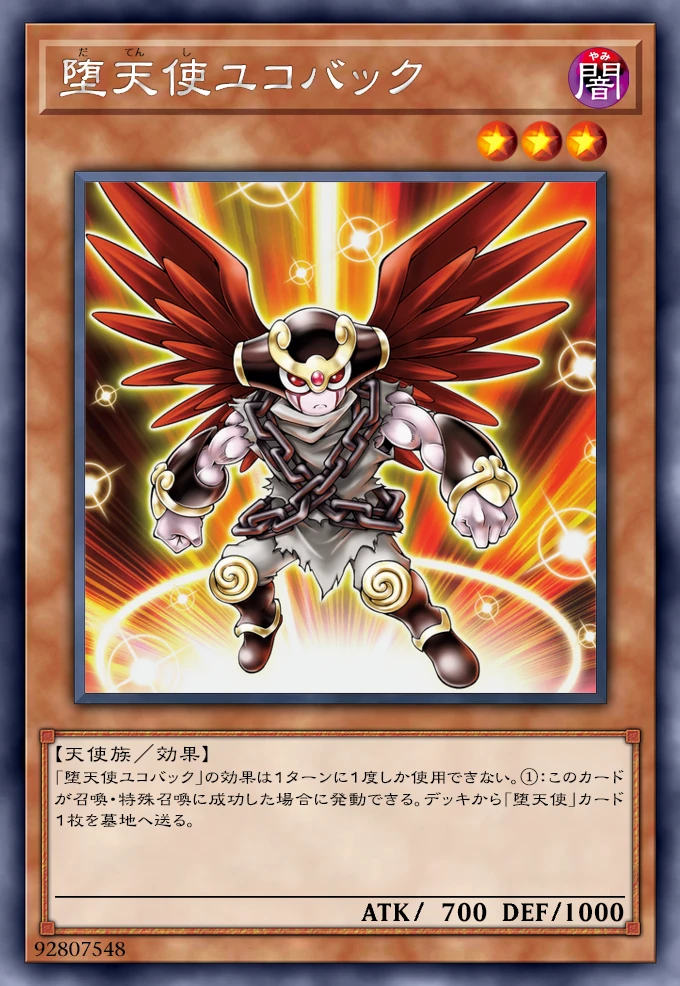 だ てん し
堕天使ユコバック
やみ
闇
【天使族／効果】
「堕天使ユコバック」の効果は1ターンに1度しか使用できない。①：このカード
が召喚・特殊召喚に成功した場合に発動できる。デッキから「堕天使」カード
1枚を墓地へ送る。
ATK/ 700 DEF/1000
92807548